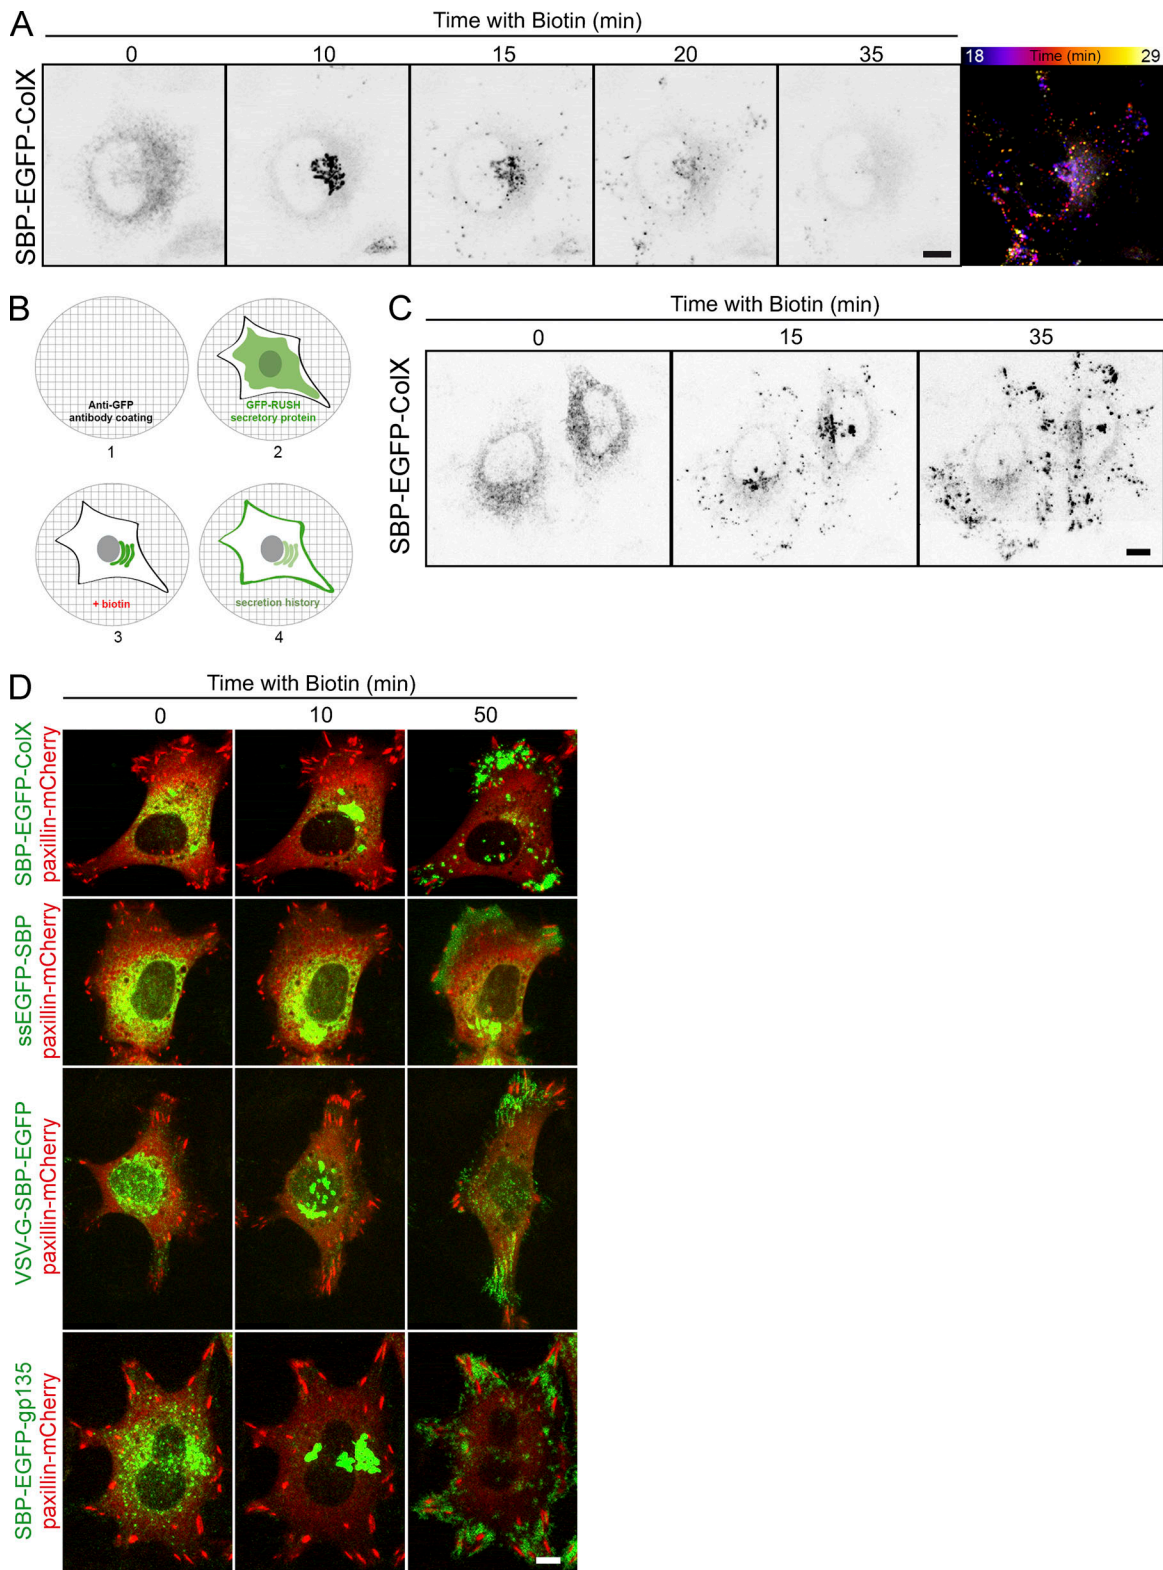 A
Time with Biotin (min)
0 10 15 20 35
18 Time (min) 29
SBP-EGFP-ColX
B
Anti-GFP
antibody coating
1
GFP-RUSH
secretory protein
2
+ biotin
3
secretion history
4
C
Time with Biotin (min)
0 15 35
SBP-EGFP-ColX
D
Time with Biotin (min)
0 10 50
SBP-EGFP-ColX
paxillin-mCherry
ssEGFP-SBP
paxillin-mCherry
VSV-G-SBP-EGFP
paxillin-mCherry
SBP-EGFP-gp135
paxillin-mCherry